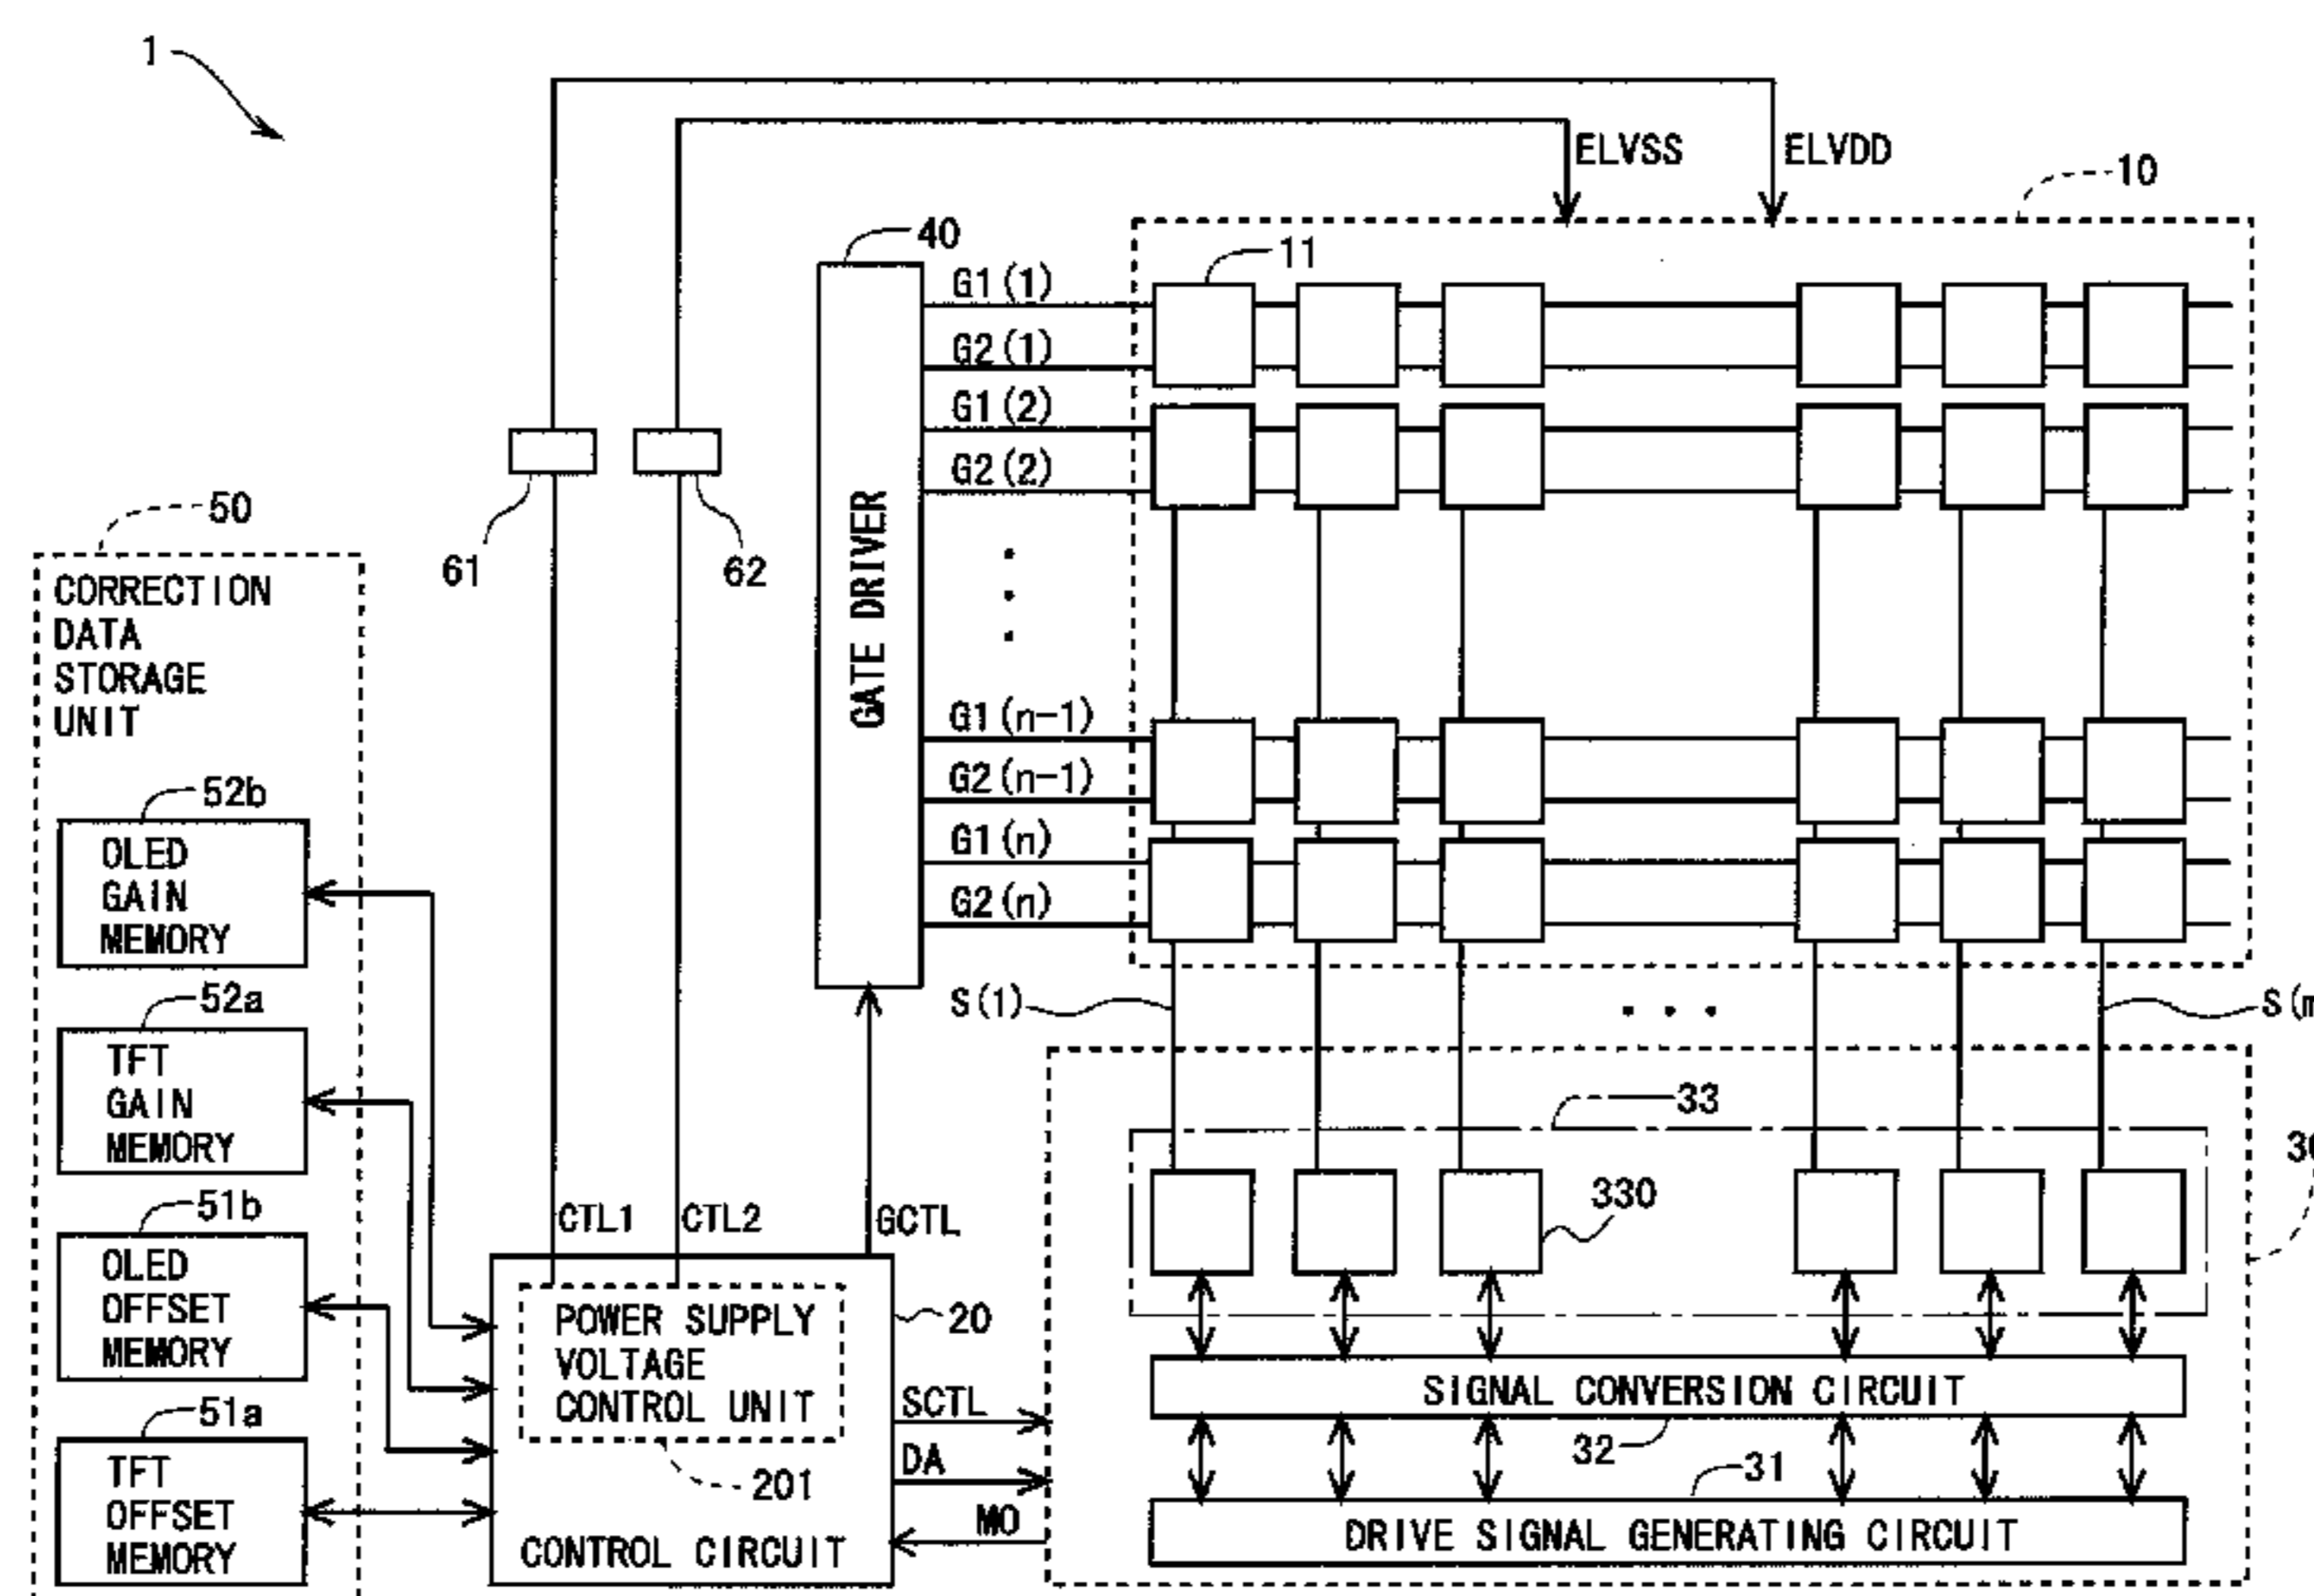 1
ELVSS
ELVDD
10
40
11
G1(1)
G2(1)
G1(2)
G2(2)
GATE DRIVER
61
62
50
CORRECTION
DATA
STORAGE
UNIT
G1(n-1)
G2(n-1)
G1(n)
G2(n)
52b
OLED
GAIN
MEMORY
52a
TFT
GAIN
MEMORY
S(1)
S(m
33
30
330
51b
OLED
OFFSET
MEMORY
CTL1
CTL2
GCTL
20
POWER SUPPLY
VOLTAGE
CONTROL UNIT
201
51a
TFT
OFFSET
MEMORY
CONTROL CIRCUIT
SCTL
DA
MO
SIGNAL CONVERSION CIRCUIT
32
31
DRIVE SIGNAL GENERATING CIRCUIT